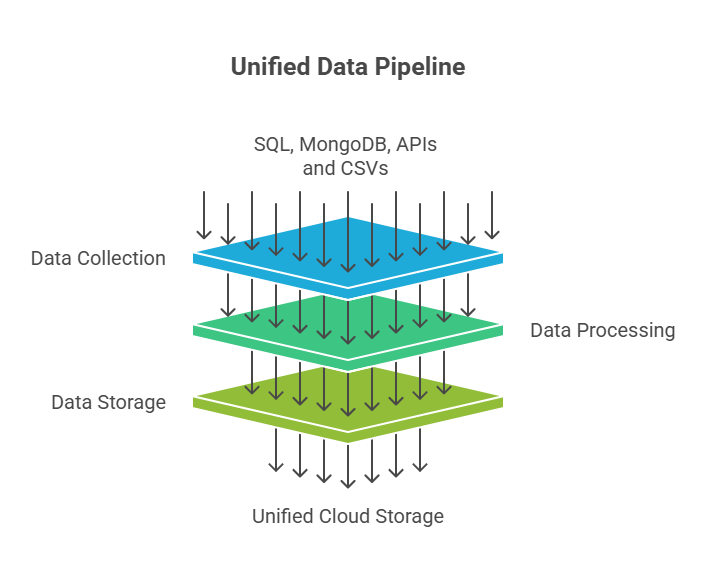 Unified Data Pipeline
SQL, MongoDB, APIs
and CSVs
Data Collection
Data Processing
Data Storage
Unified Cloud Storage